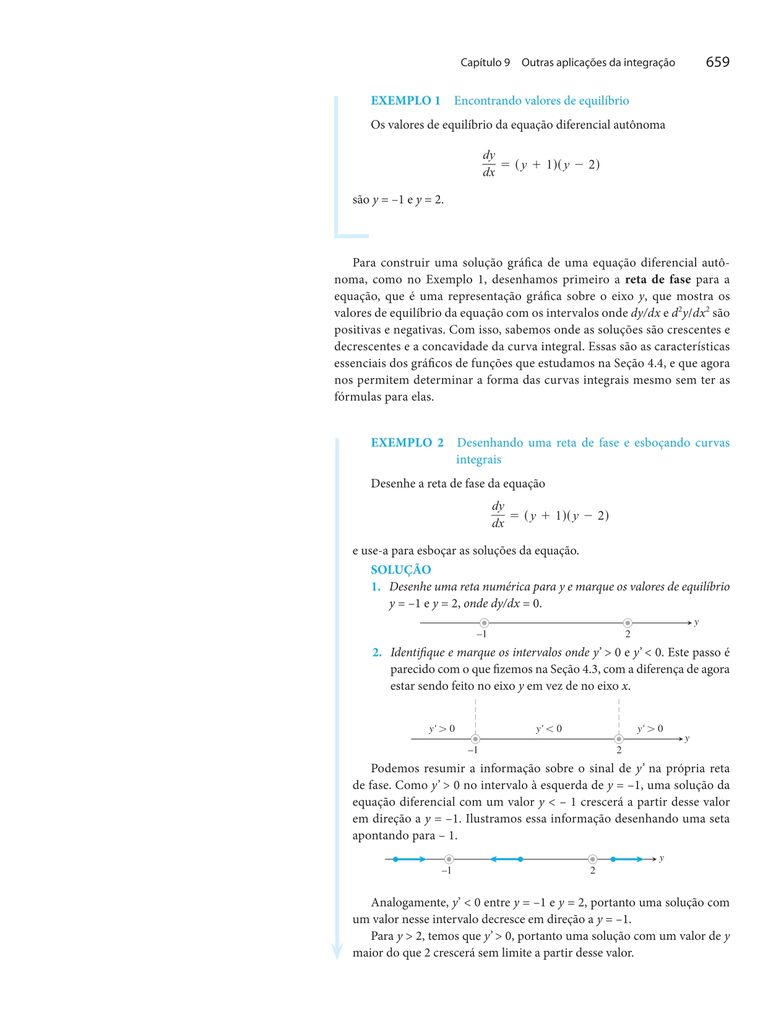 Capítulo 9 Outras aplicações da integração 659
EXEMPLO 1 Encontrando valores de equilíbrio
Os valores de equilíbrio da equação diferencial autônoma
dy/dx = (y + 1)(y − 2)
são y = –1 e y = 2.
Para construir uma solução gráfica de uma equação diferencial autô-
noma, como no Exemplo 1, desenhamos primeiro a reta de fase para a
equação, que é uma representação gráfica sobre o eixo y, que mostra os
valores de equilíbrio da equação com os intervalos onde dy/dx e d²y/dx² são
positivas e negativas. Com isso, sabemos onde as soluções são crescentes e
decrescentes e a concavidade da curva integral. Essas são as características
essenciais dos gráficos de funções que estudamos na Seção 4.4, e que agora
nos permitem determinar a forma das curvas integrais mesmo sem ter as
fórmulas para elas.
EXEMPLO 2 Desenhando uma reta de fase e esboçando curvas
integrais
Desenhe a reta de fase da equação
dy/dx = (y + 1)(y − 2)
e use-a para esboçar as soluções da equação.
SOLUÇÃO
1. Desenhe uma reta numérica para y e marque os valores de equilíbrio
y = –1 e y = 2, onde dy/dx = 0.
y
–1 2
2. Identifique e marque os intervalos onde y' > 0 e y' < 0. Este passo é
parecido com o que fizemos na Seção 4.3, com a diferença de agora
estar sendo feito no eixo y em vez de no eixo x.
y' > 0 y' < 0 y' > 0
y
–1 2
Podemos resumir a informação sobre o sinal de y' na própria reta
de fase. Como y' > 0 no intervalo à esquerda de y = –1, uma solução da
equação diferencial com um valor y < – 1 crescerá a partir desse valor
em direção a y = –1. Ilustramos essa informação desenhando uma seta
apontando para – 1.
y
–1 2
Analogamente, y' < 0 entre y = –1 e y = 2, portanto uma solução com
um valor nesse intervalo decresce em direção a y = –1.
Para y > 2, temos que y' > 0, portanto uma solução com um valor de y
maior do que 2 crescerá sem limite a partir desse valor.